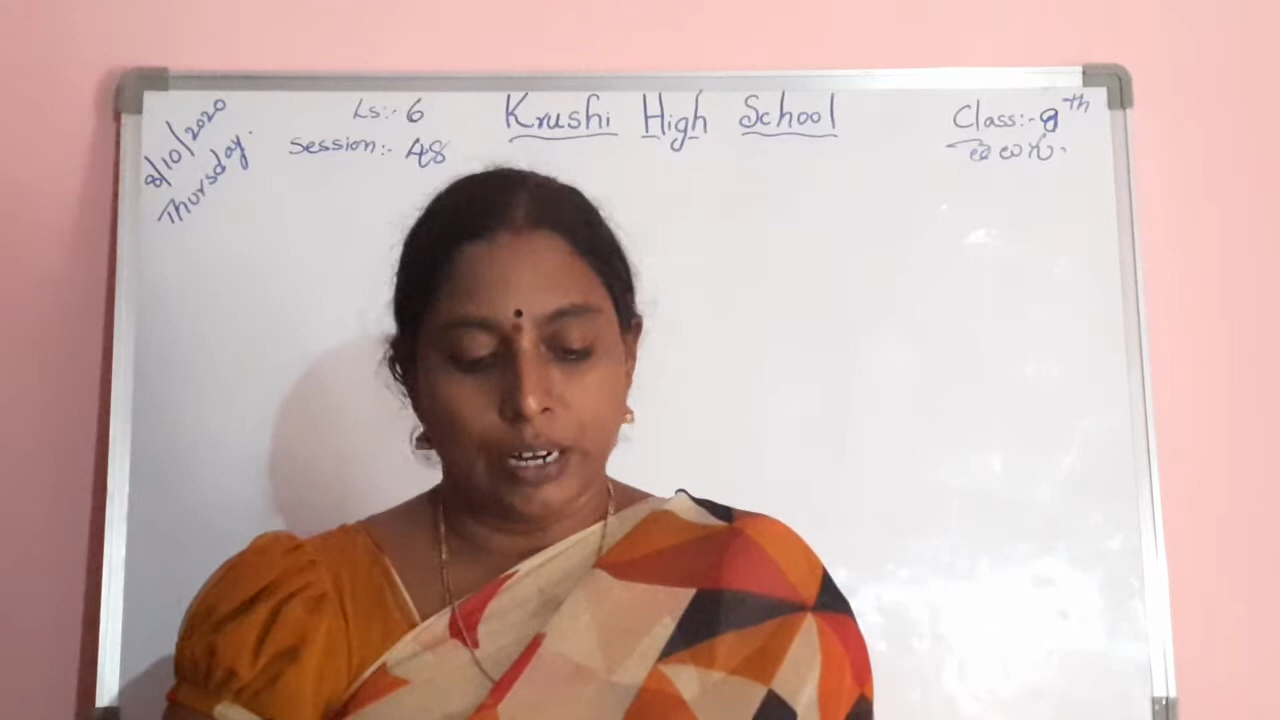 8/10/2020
Thursday.
Ls:- 6
Session:- 48
Krushi High School
Class:- 8th
తెలుగు.